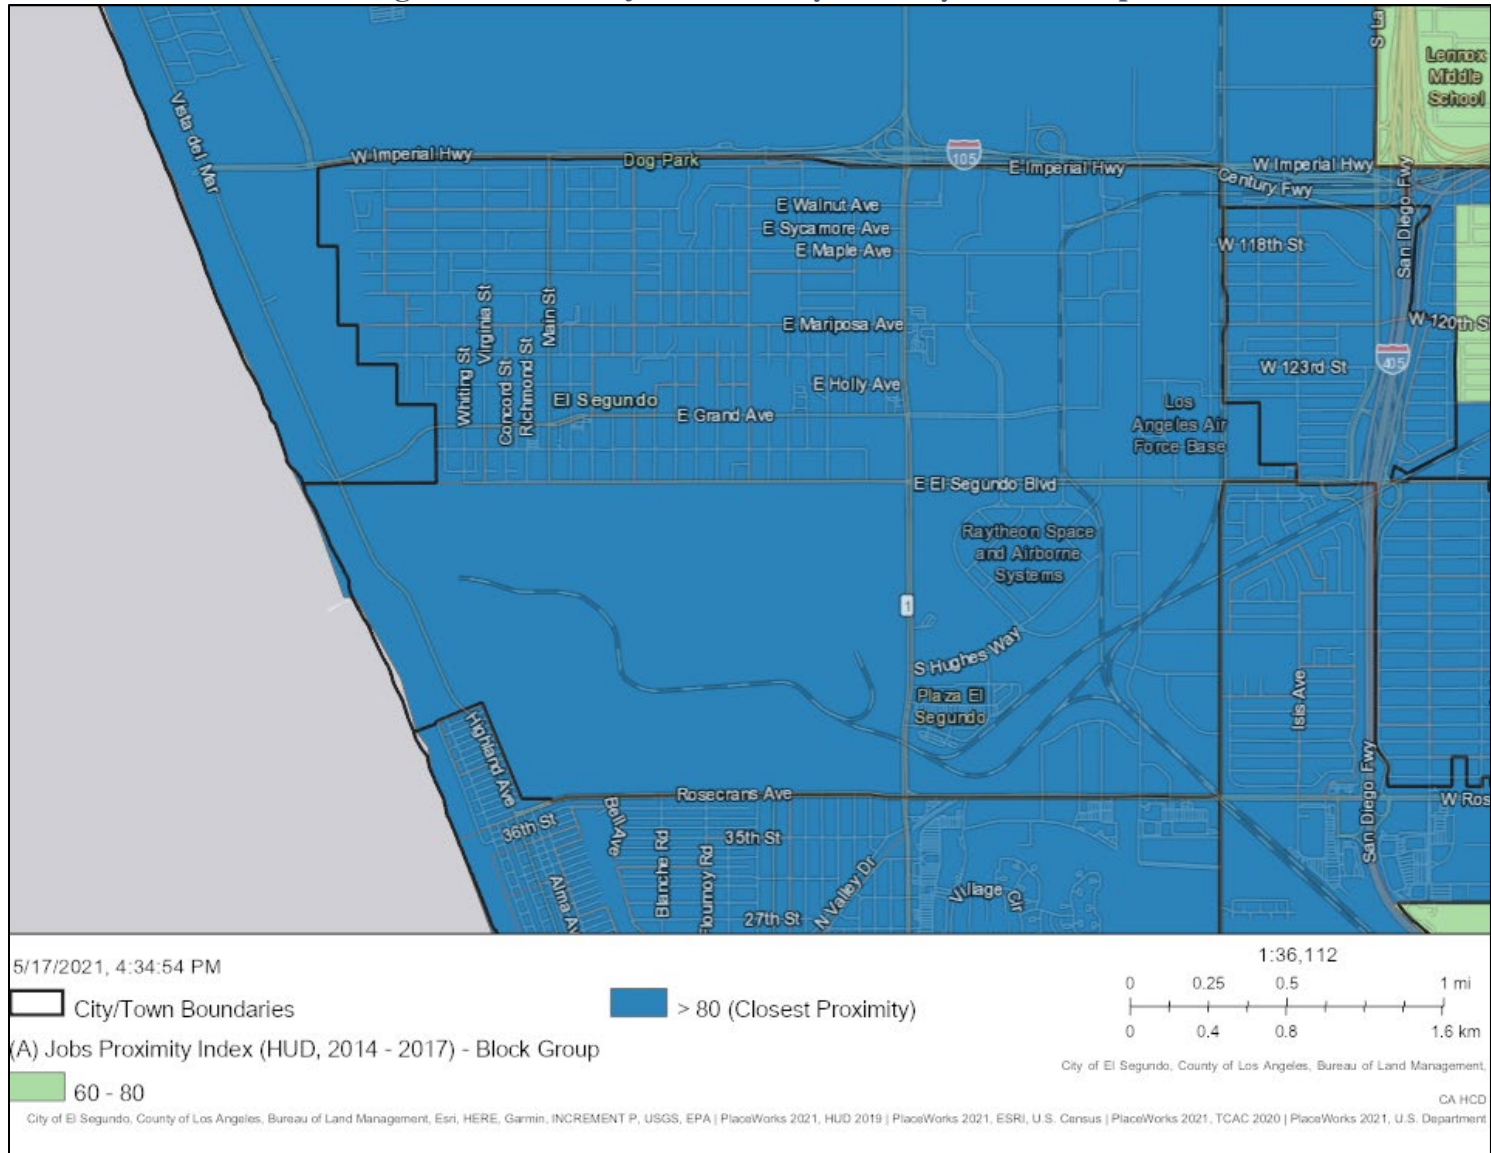 S La
Lennox
Middle
School
Vista del Mar
W Imperial Hwy
Dog Park
105
E Imperial Hwy
W Imperial Hwy
Century Fwy
San Diego Fwy
E Walnut Ave
E Sycamore Ave
E Maple Ave
W 118th St
Virginia St
Main St
E Mariposa Ave
W 120th S
405
Whiting St
Concord St
Richmond St
E Holly Ave
W 123rd St
El Segundo
E Grand Ave
Los
Angeles Air
Force Base
E El Segundo Blvd
Raytheon Space
and Airborne
Systems
1
S Hughes Way
Plaza El
Segundo
Isis Ave
Highland Ave
Rosecrans Ave
W Ros
San Diego Fwy
36th St
Bell Ave
Blanche Rd
Flournoy Rd
35th St
N Valley Dr
Village Cir
Alma Av
27th St
5/17/2021, 4:34:54 PM
City/Town Boundaries
(A) Jobs Proximity Index (HUD, 2014 - 2017) - Block Group
60 - 80
> 80 (Closest Proximity)
1:36,112
0 0.25 0.5 1 mi
0 0.4 0.8 1.6 km
City of El Segundo, County of Los Angeles, Bureau of Land Management,
CA HCD
City of El Segundo, County of Los Angeles, Bureau of Land Management, Esri, HERE, Garmin, INCREMENT P, USGS, EPA | PlaceWorks 2021, HUD 2019 | PlaceWorks 2021, ESRI, U.S. Census | PlaceWorks 2021, TCAC 2020 | PlaceWorks 2021, U.S. Department